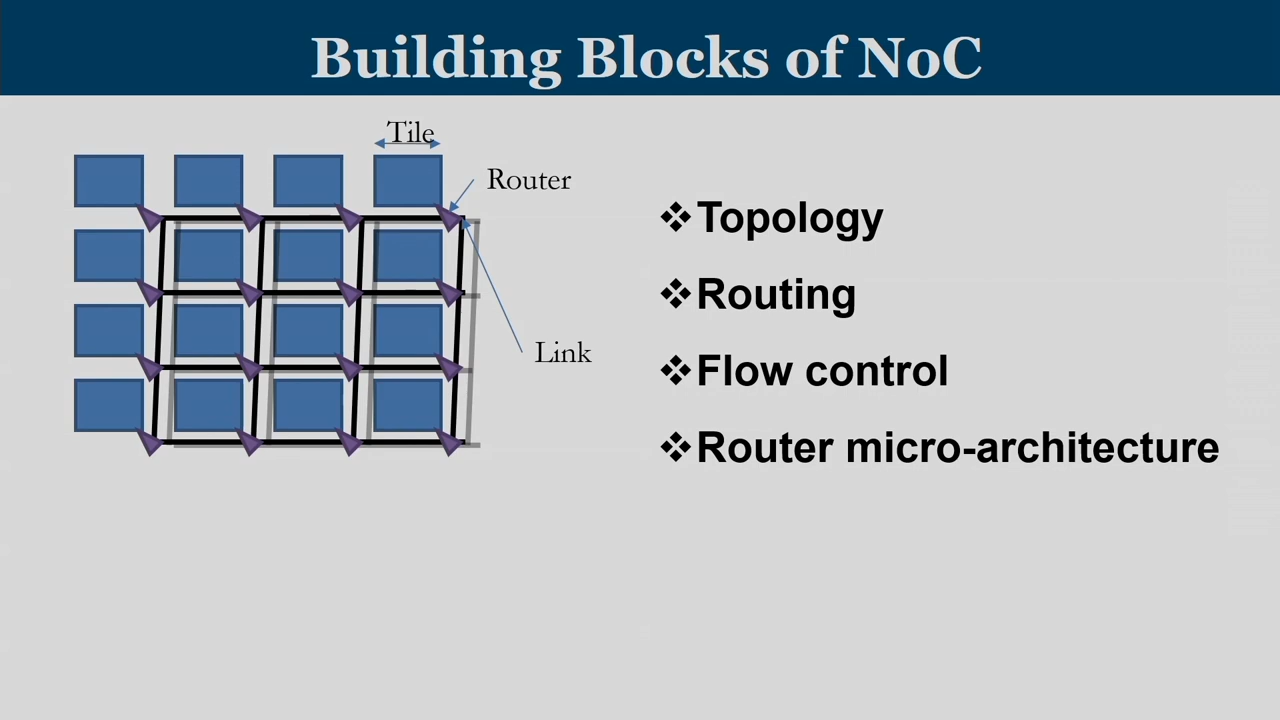 Building Blocks of NoC
Tile
Router
Link
❖Topology
❖Routing
❖Flow control
❖Router micro-architecture